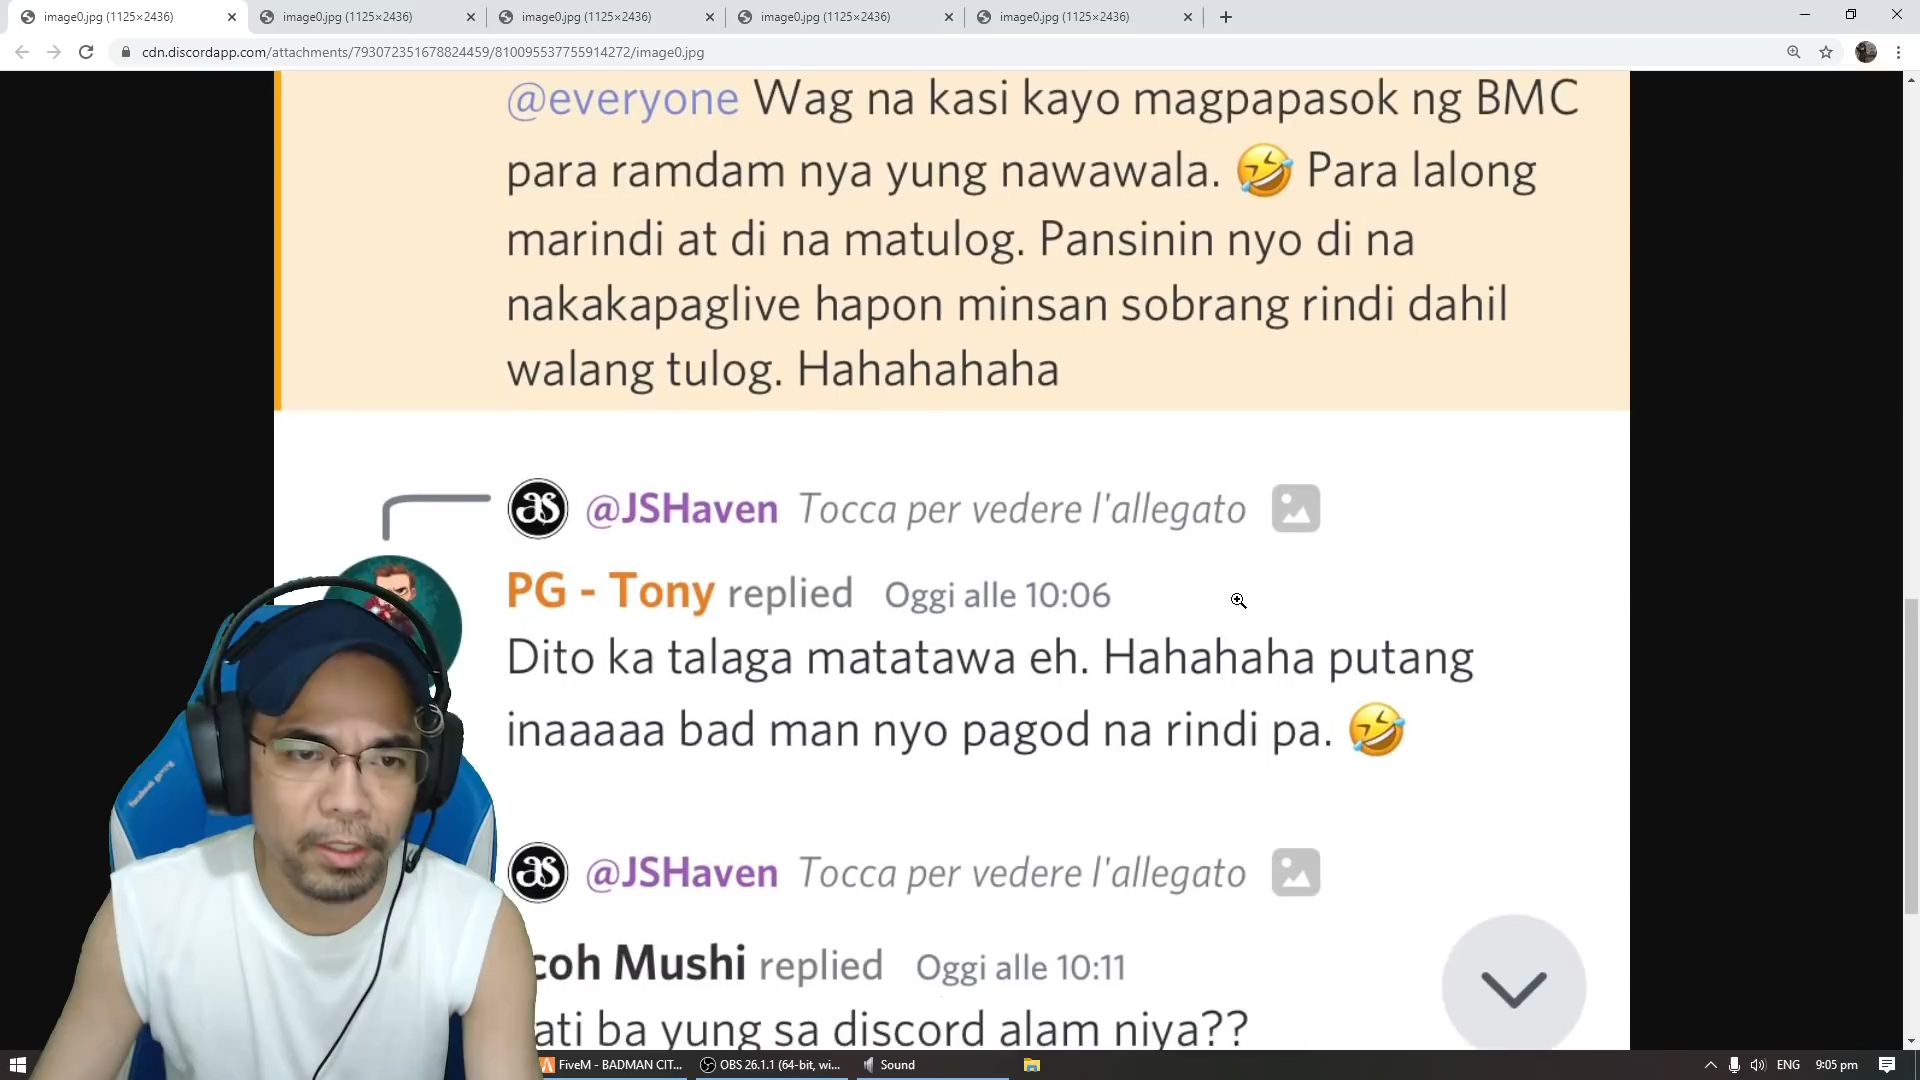 image0.jpg (1125×2436)
image0.jpg (1125×2436)
image0.jpg (1125×2436)
image0.jpg (1125×2436)
image0.jpg (1125×2436)
cdn.discordapp.com/attachments/793072351678824459/810095537755914272/image0.jpg
@everyone Wag na kasi kayo magpapasok ng BMC
para ramdam nya yung nawawala. 🤣 Para lalong
marindi at di na matulog. Pansinin nyo di na
nakakapaglive hapon minsan sobrang rindi dahil
walang tulog. Hahahahaha
@JSHaven Tocca per vedere l'allegato
PG - Tony replied Oggi alle 10:06
Dito ka talaga matatawa eh. Hahahaha putang
inaaaaa bad man nyo pagod na rindi pa. 🤣
@JSHaven Tocca per vedere l'allegato
coh Mushi replied Oggi alle 10:11
ati ba yung sa discord alam niya??
facebook gaming
FiveM - BADMAN CIT...
OBS 26.1.1 (64-bit, wi...
Sound
ENG
9:05 pm